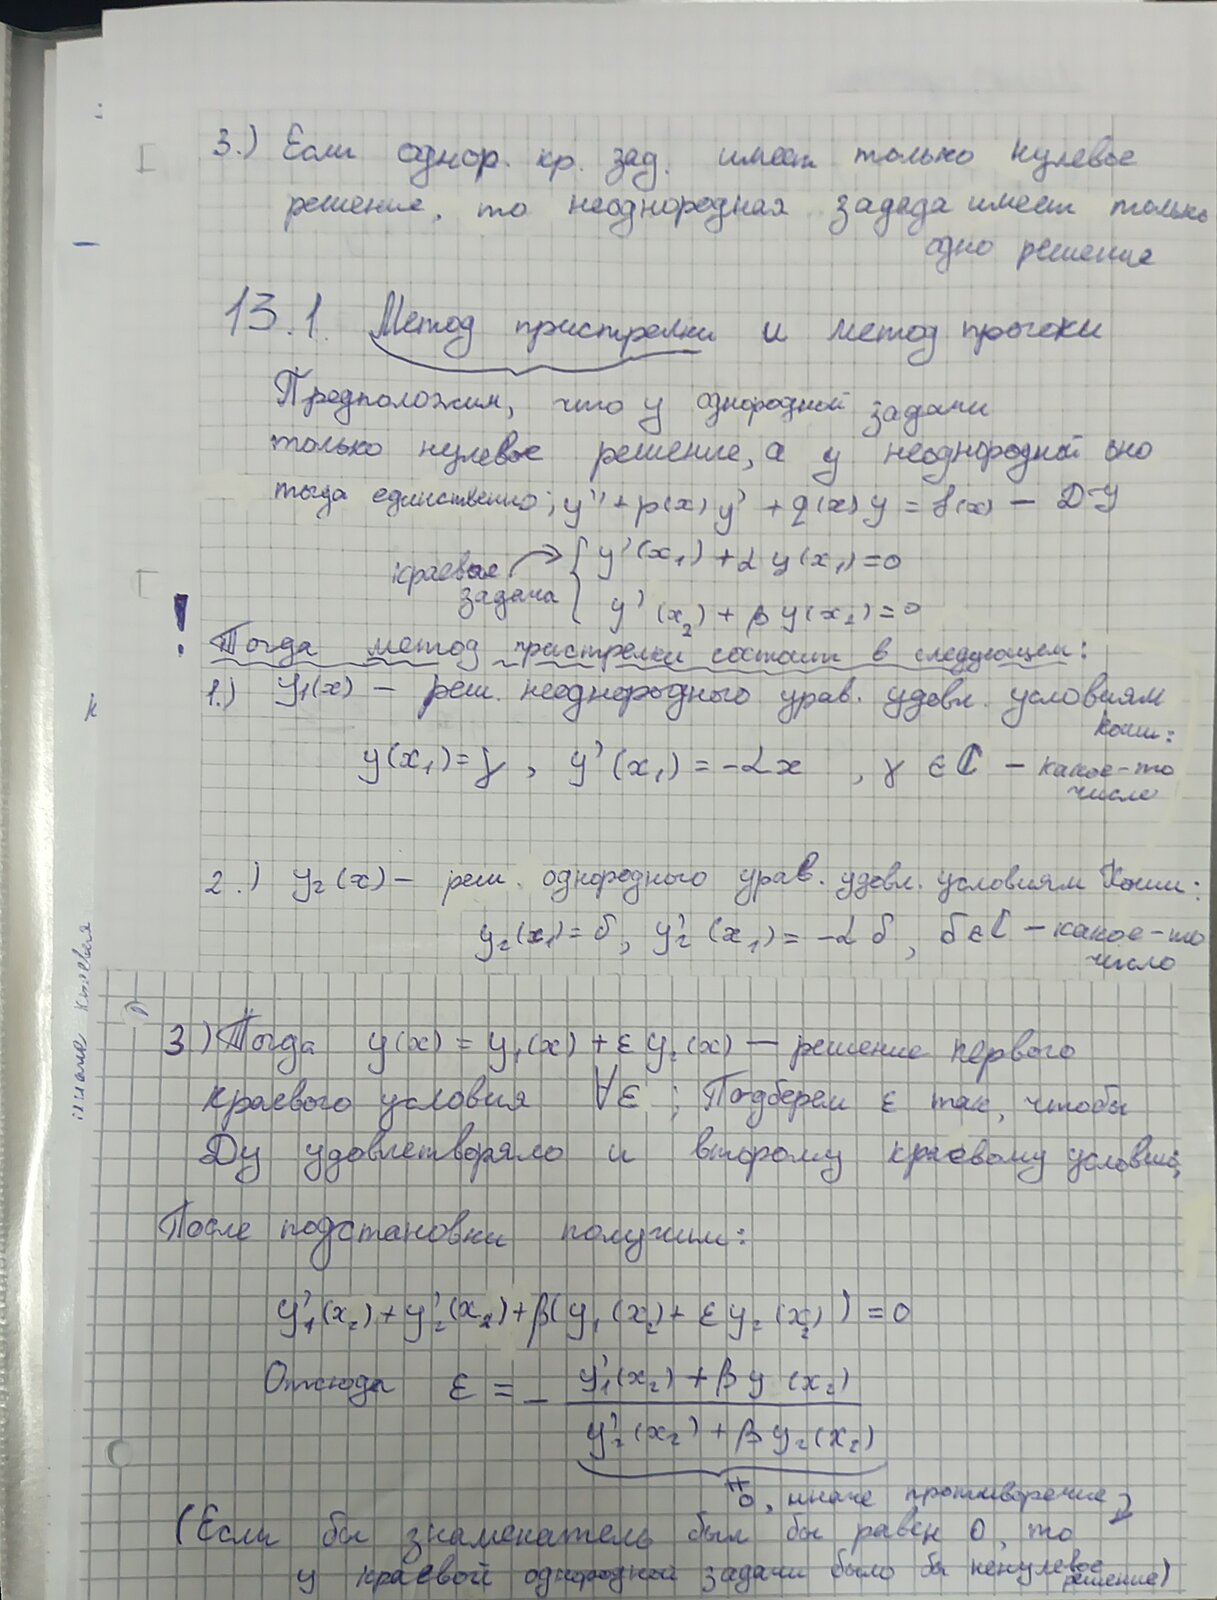 3.) Если однор. кр. зад. имеет только нулевое
решение, то неоднородная задача имеет только
одно решение
13.1. Метод пристрелки и метод прогонки
Предположим, что у однородной задачи
только нулевое решение, а у неоднородной оно
тогда единственно; y'' + p(x) y' + q(x) y = f(x) — ДУ
краевая задача { y'(x₁) + α y(x₁) = 0
y'(x₂) + β y(x₂) = 0
! Тогда метод пристрелки состоит в следующем:
1.) y₁(x) — реш. неоднородного урав. удовл. условиям
Коши:
y(x₁) = γ, y'(x₁) = -αx, γ ∈ ℂ — какое-то
число
2.) y₂(x) — реш. однородного урав. удовл. условиям Коши:
y₂(x₁) = δ, y₂'(x₁) = -α δ, δ ∈ ℂ — какое-то
число
3.) Тогда y(x) = y₁(x) + ε y₂(x) — решение первого
краевого условия ∀ε; Подберем ε так, чтобы
Ду удовлетворяло и второму краевому условию,
После подстановки получим:
y₁'(x₂) + y₂'(x₂) + β(y₁(x₂) + ε y₂(x₂)) = 0
Отсюда ε = - (y₁'(x₂) + β y(x₂)) / (y₂'(x₂) + β y₂(x₂))
≠ 0, иначе противоречие
(Если бы знаменатель был бы равен 0, то
у краевой однородной задачи было бы ненулевое
решение)